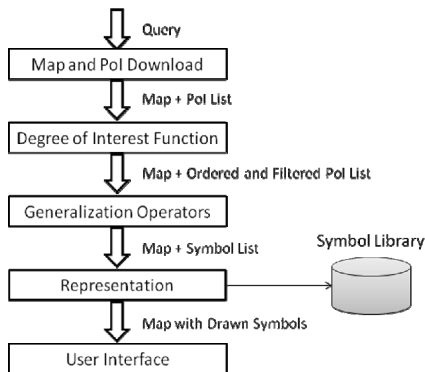 Query
Map and PoI Download
Map + PoI List
Degree of Interest Function
Map + Ordered and Filtered PoI List
Generalization Operators
Map + Symbol List
Symbol Library
Representation
Map with Drawn Symbols
User Interface